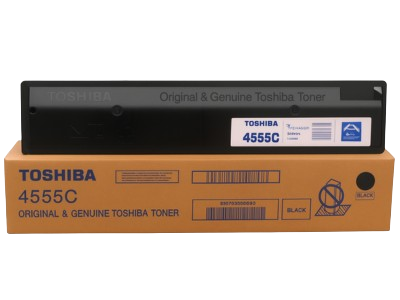 TOSHIBA Original & Genuine Toshiba Toner
TOSHIBA
4555C
TOSHIBA
4555C
ORIGINAL & GENUINE TOSHIBA TONER
BLACK
BLACK